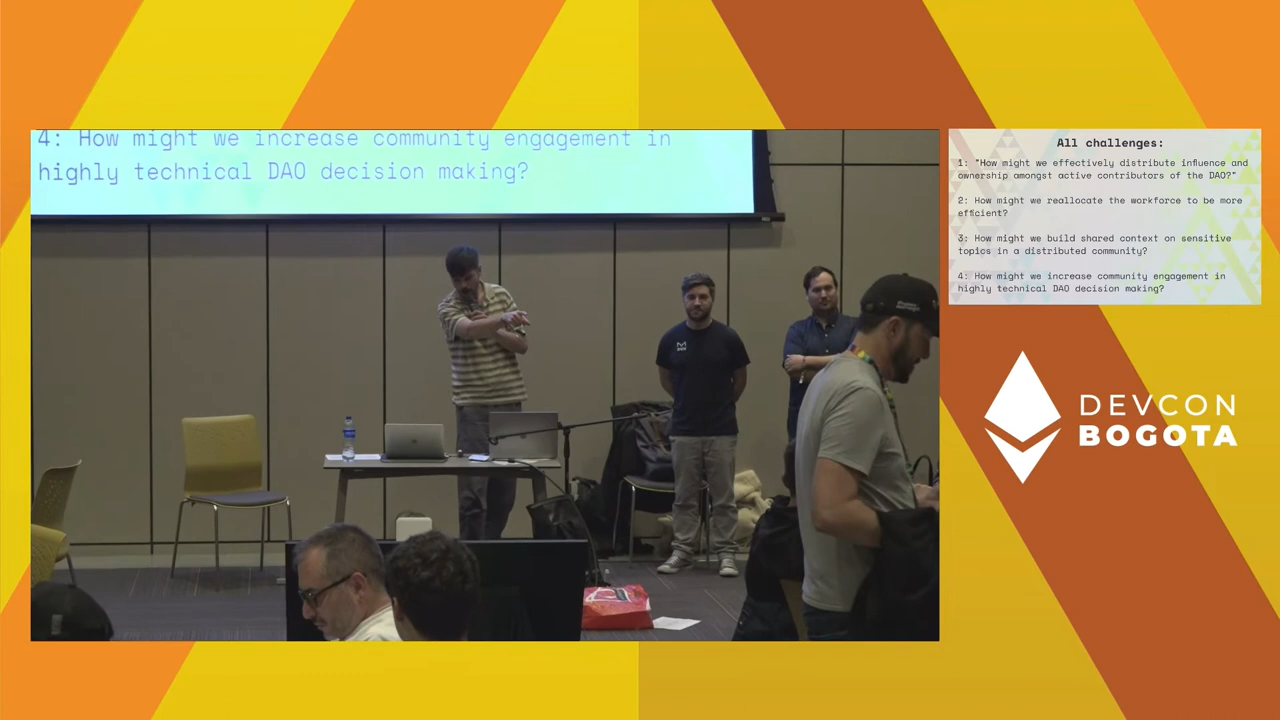 4: How might we increase community engagement in
highly technical DAO decision making?
All challenges:
1: "How might we effectively distribute influence and
ownership amongst active contributors of the DAO?"
2: How might we reallocate the workforce to be more
efficient?
3: How might we build shared context on sensitive
topics in a distributed community?
4: How might we increase community engagement in
highly technical DAO decision making?
DEVCON
BOGOTA